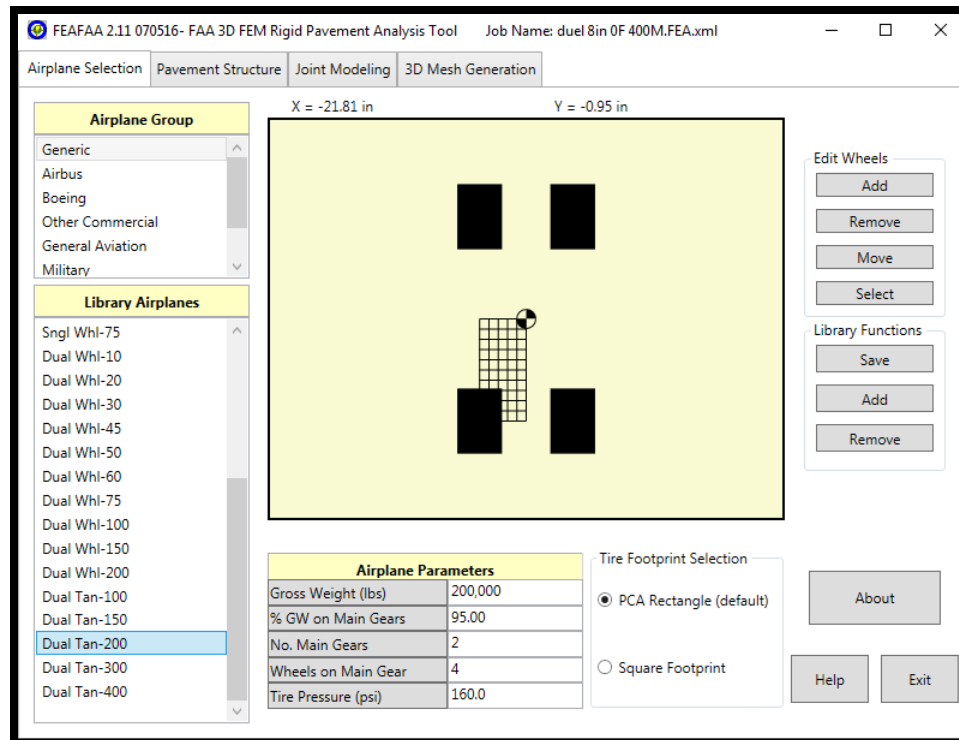 FEAFAA 2.11 070516- FAA 3D FEM Rigid Pavement Analysis Tool Job Name: duel 8in 0F 400M.FEA.xml
Airplane Selection Pavement Structure Joint Modeling 3D Mesh Generation
X = -21.81 in Y = -0.95 in
Airplane Group
Generic
Airbus
Boeing
Other Commercial
General Aviation
Military
Library Airplanes
Sngl Whl-75
Dual Whl-10
Dual Whl-20
Dual Whl-30
Dual Whl-45
Dual Whl-50
Dual Whl-60
Dual Whl-75
Dual Whl-100
Dual Whl-150
Dual Whl-200
Dual Tan-100
Dual Tan-150
Dual Tan-200
Dual Tan-300
Dual Tan-400
Edit Wheels
Add
Remove
Move
Select
Library Functions
Save
Add
Remove
Airplane Parameters
Gross Weight (lbs) 200,000
% GW on Main Gears 95.00
No. Main Gears 2
Wheels on Main Gear 4
Tire Pressure (psi) 160.0
Tire Footprint Selection
PCA Rectangle (default)
Square Footprint
About
Help Exit